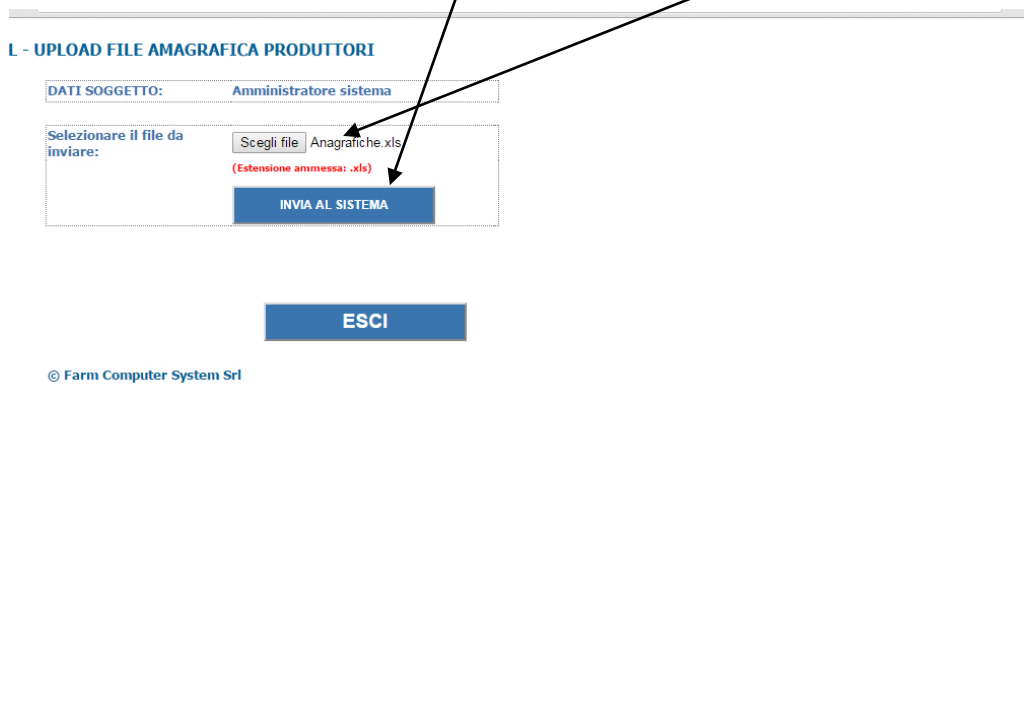 L - UPLOAD FILE AMAGRAFICA PRODUTTORI
DATI SOGGETTO: Amministratore sistema
Selezionare il file da
inviare:
Scegli file Anagrafiche.xls
(Estensione ammessa: .xls)
INVIA AL SISTEMA
ESCI
© Farm Computer System Srl